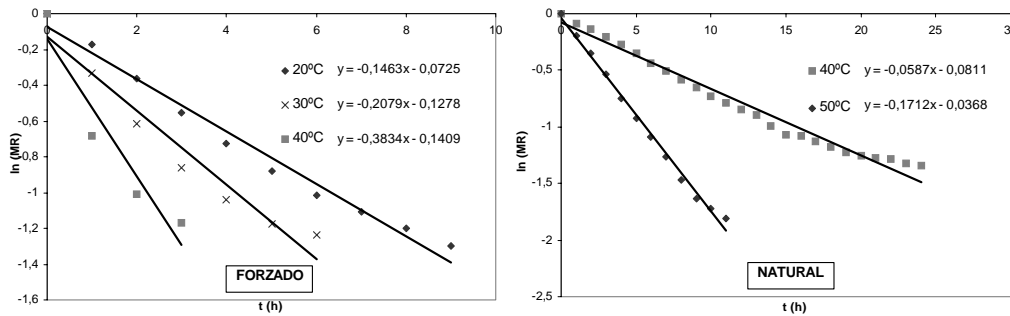 0
0 2 4 6 8 10
-0,2
-0,4
-0,6
-0,8
-1
-1,2
-1,4
-1,6
ln (MR)
20ºC y = -0,1463x - 0,0725
30ºC y = -0,2079x - 0,1278
40ºC y = -0,3834x - 0,1409
FORZADO
t (h)
0
0 5 10 15 20 25 30
-0,5
-1
-1,5
-2
-2,5
ln (MR)
40ºC y = -0,0587x - 0,0811
50ºC y = -0,1712x - 0,0368
NATURAL
t (h)